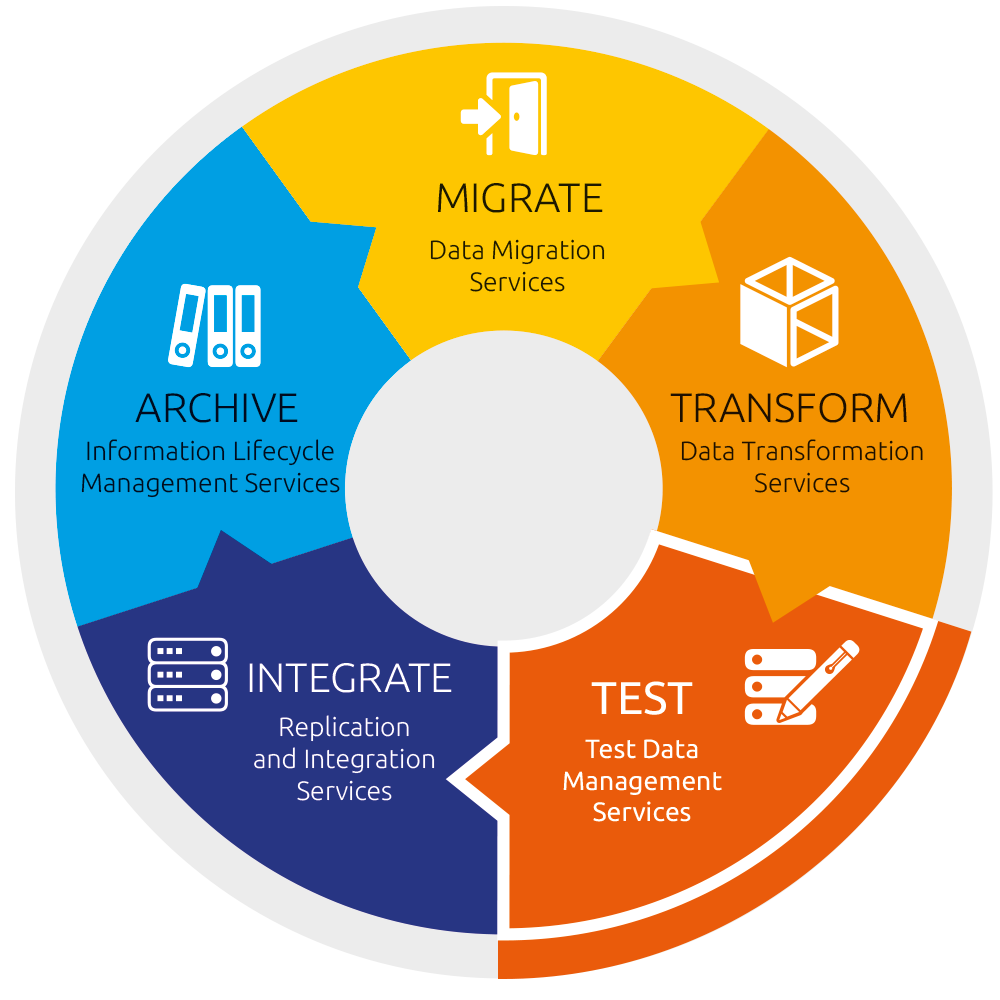 MIGRATE
Data Migration
Services
TRANSFORM
Data Transformation
Services
TEST
Test Data
Management
Services
INTEGRATE
Replication
and Integration
Services
ARCHIVE
Information Lifecycle
Management Services